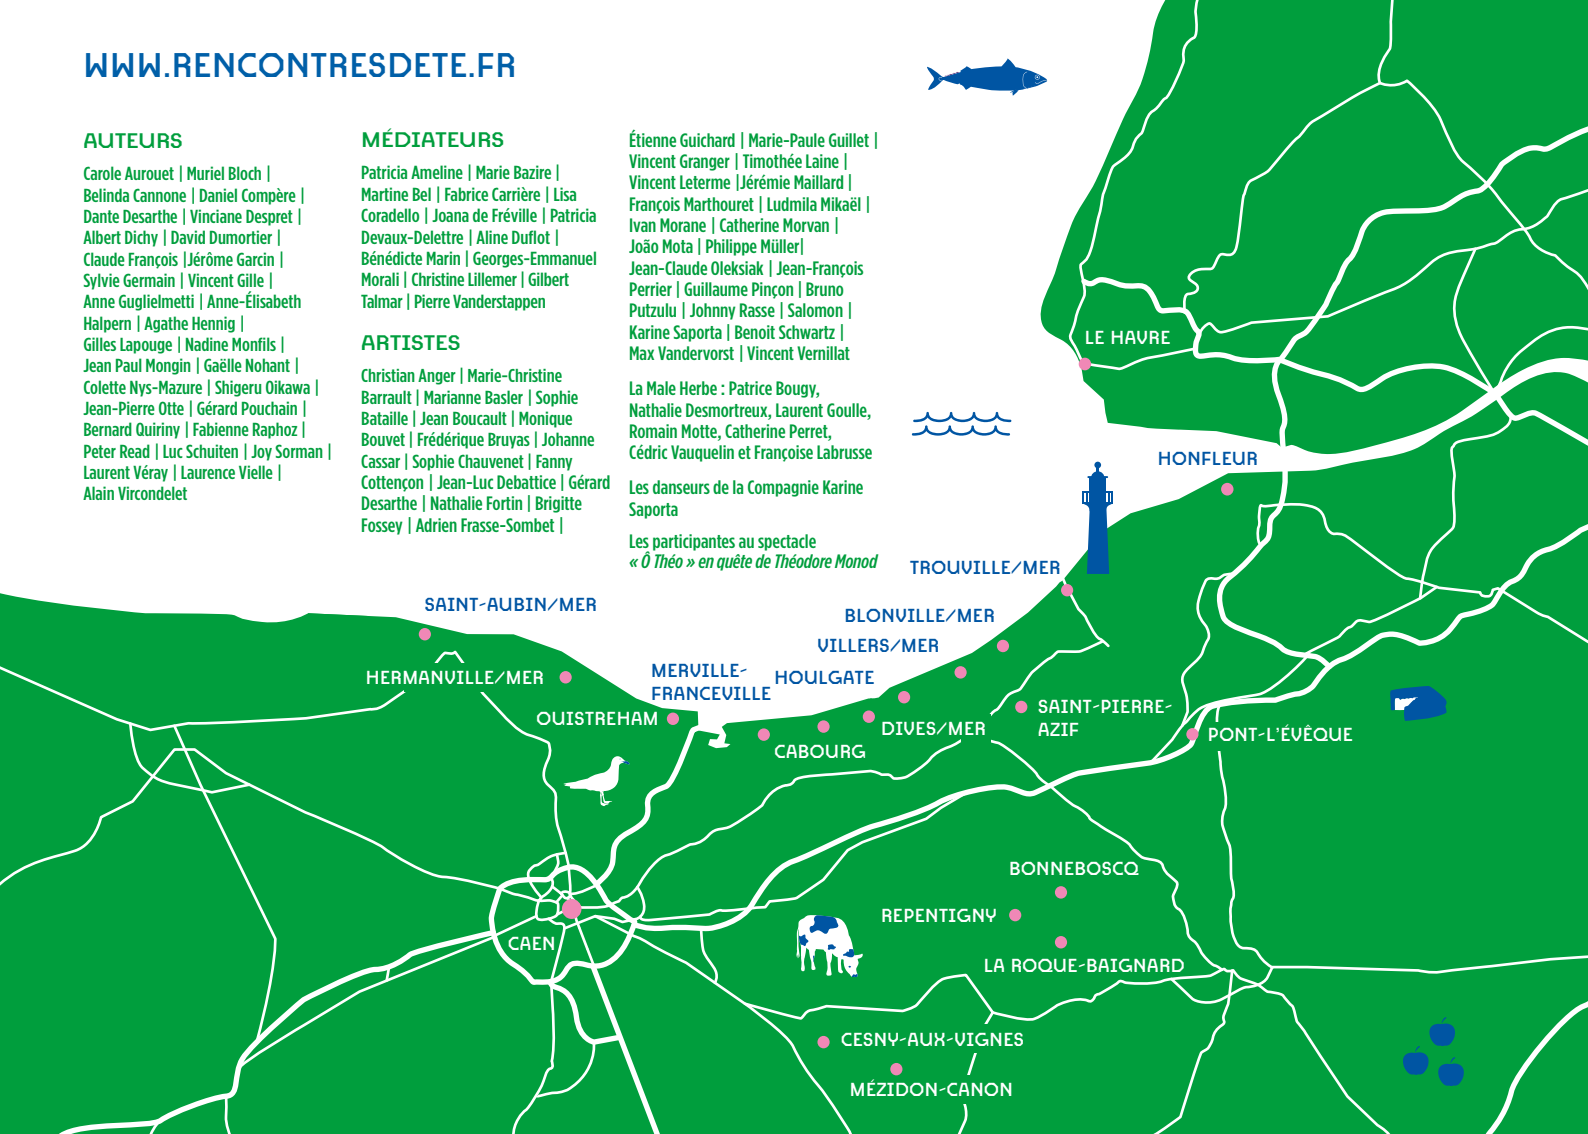 WWW.RENCONTRESDETE.FR
AUTEURS
Carole Aurouet | Muriel Bloch |
Belinda Cannone | Daniel Compère |
Dante Desarthe | Vinciane Despret |
Albert Dichy | David Dumortier |
Claude François |Jérôme Garcin |
Sylvie Germain | Vincent Gille |
Anne Guglielmetti | Anne-Élisabeth
Halpern | Agathe Hennig |
Gilles Lapouge | Nadine Monfils |
Jean Paul Mongin | Gaëlle Nohant |
Colette Nys-Mazure | Shigeru Oikawa |
Jean-Pierre Otte | Gérard Pouchain |
Bernard Quiriny | Fabienne Raphoz |
Peter Read | Luc Schuiten | Joy Sorman |
Laurent Véray | Laurence Vielle |
Alain Vircondelet
MÉDIATEURS
Patricia Ameline | Marie Bazire |
Martine Bel | Fabrice Carrière | Lisa
Coradello | Joana de Fréville | Patricia
Devaux-Delettre | Aline Duflot |
Bénédicte Marin | Georges-Emmanuel
Morali | Christine Lillemer | Gilbert
Talmar | Pierre Vanderstappen
ARTISTES
Christian Anger | Marie-Christine
Barrault | Marianne Basler | Sophie
Bataille | Jean Boucault | Monique
Bouvet | Frédérique Bruyas | Johanne
Cassar | Sophie Chauvenet | Fanny
Cottençon | Jean-Luc Debattice | Gérard
Desarthe | Nathalie Fortin | Brigitte
Fossey | Adrien Frasse-Sombet |
Étienne Guichard | Marie-Paule Guillet |
Vincent Granger | Timothée Laine |
Vincent Leterme |Jérémie Maillard |
François Marthouret | Ludmila Mikaël |
Ivan Morane | Catherine Morvan |
João Mota | Philippe Müller|
Jean-Claude Oleksiak | Jean-François
Perrier | Guillaume Pinçon | Bruno
Putzulu | Johnny Rasse | Salomon |
Karine Saporta | Benoit Schwartz |
Max Vandervorst | Vincent Vernillat
La Male Herbe : Patrice Bougy,
Nathalie Desmortreux, Laurent Goulle,
Romain Motte, Catherine Perret,
Cédric Vauquelin et Françoise Labrusse
Les danseurs de la Compagnie Karine
Saporta
Les participantes au spectacle
« Ô Théo » en quête de Théodore Monod
LE HAVRE
HONFLEUR
TROUVILLE/MER
SAINT-AUBIN/MER
BLONVILLE/MER
VILLERS/MER
HERMANVILLE/MER
MERVILLE-
FRANCEVILLE
HOULGATE
OUISTREHAM
DIVES/MER
SAINT-PIERRE-
AZIF
PONT-L'ÉVÊQUE
CABOURG
BONNEBOSCQ
REPENTIGNY
CAEN
LA ROQUE-BAIGNARD
CESNY-AUX-VIGNES
MÉZIDON-CANON